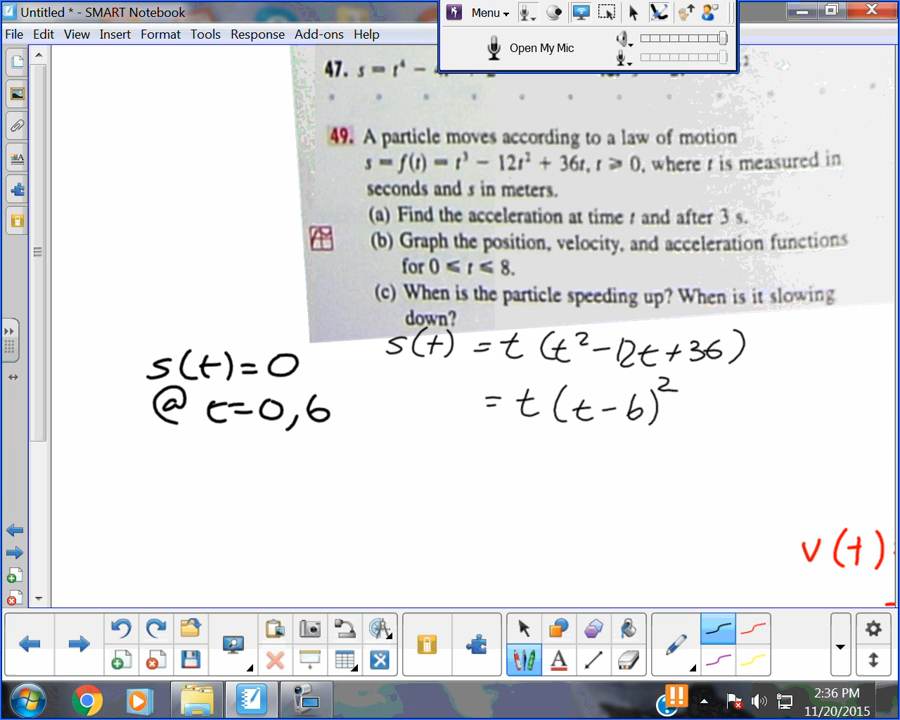 Untitled * - SMART Notebook
Menu
Open My Mic
File Edit View Insert Format Tools Response Add-ons Help
47. s = t⁴ −
49. A particle moves according to a law of motion
s = f(t) = t³ − 12t² + 36t, t ⩾ 0, where t is measured in
seconds and s in meters.
(a) Find the acceleration at time t and after 3 s.
(b) Graph the position, velocity, and acceleration functions
for 0 ⩽ t ⩽ 8.
(c) When is the particle speeding up? When is it slowing
down?
s(t) = t (t² − 12t + 36)
= t (t − 6)²
s(t) = 0
@ t = 0, 6
v(t)
2:36 PM
11/20/2015